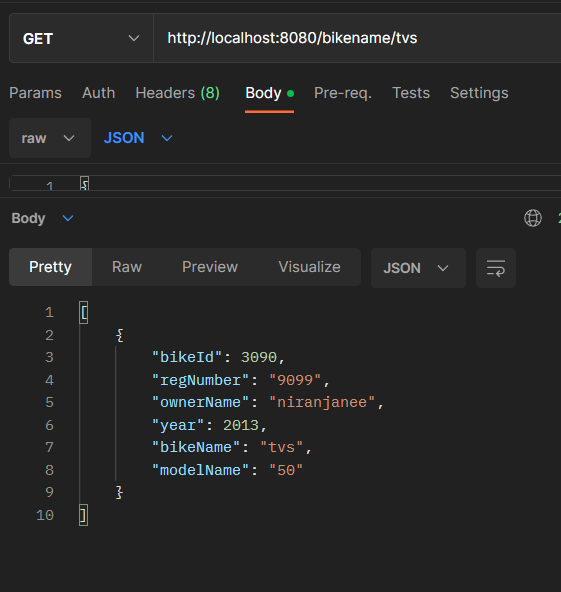 GET http://localhost:8080/bikename/tvs
Params Auth Headers (8) Body Pre-req. Tests Settings
raw JSON
1 {
Body
Pretty Raw Preview Visualize JSON
1 [
2 {
3 "bikeId": 3090,
4 "regNumber": "9099",
5 "ownerName": "niranjanee",
6 "year": 2013,
7 "bikeName": "tvs",
8 "modelName": "50"
9 }
10 ]